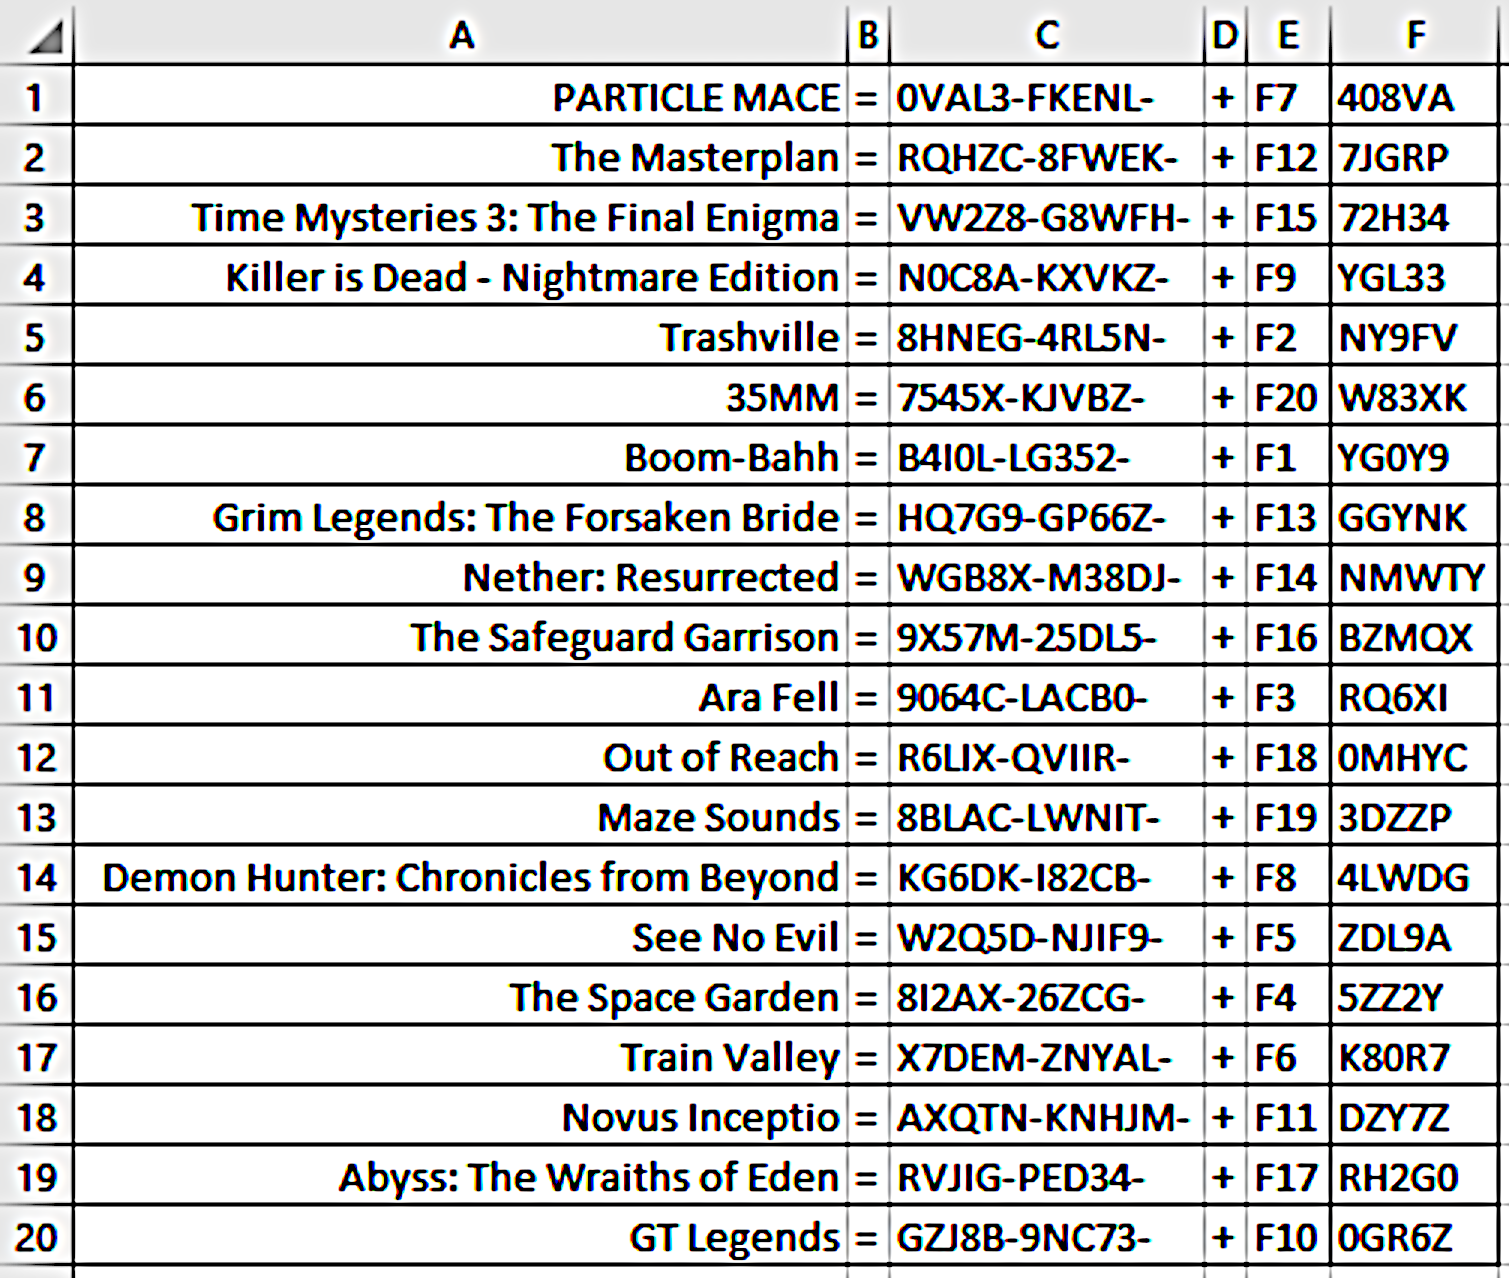 A B C D E F
1 PARTICLE MACE = 0VAL3-FKENL- + F7 408VA
2 The Masterplan = RQHZC-8FWEK- + F12 7JGRP
3 Time Mysteries 3: The Final Enigma = VW2Z8-G8WFH- + F15 72H34
4 Killer is Dead - Nightmare Edition = N0C8A-KXVKZ- + F9 YGL33
5 Trashville = 8HNEG-4RL5N- + F2 NY9FV
6 35MM = 7545X-KJVBZ- + F20 W83XK
7 Boom-Bahh = B4I0L-LG352- + F1 YG0Y9
8 Grim Legends: The Forsaken Bride = HQ7G9-GP66Z- + F13 GGYNK
9 Nether: Resurrected = WGB8X-M38DJ- + F14 NMWTY
10 The Safeguard Garrison = 9X57M-25DL5- + F16 BZMQX
11 Ara Fell = 9064C-LACB0- + F3 RQ6XI
12 Out of Reach = R6LIX-QVIIR- + F18 0MHYC
13 Maze Sounds = 8BLAC-LWNIT- + F19 3DZZP
14 Demon Hunter: Chronicles from Beyond = KG6DK-I82CB- + F8 4LWDG
15 See No Evil = W2Q5D-NJIF9- + F5 ZDL9A
16 The Space Garden = 8I2AX-26ZCG- + F4 5ZZ2Y
17 Train Valley = X7DEM-ZNYAL- + F6 K80R7
18 Novus Inceptio = AXQTN-KNHJM- + F11 DZY7Z
19 Abyss: The Wraiths of Eden = RVJIG-PED34- + F17 RH2G0
20 GT Legends = GZJ8B-9NC73- + F10 0GR6Z